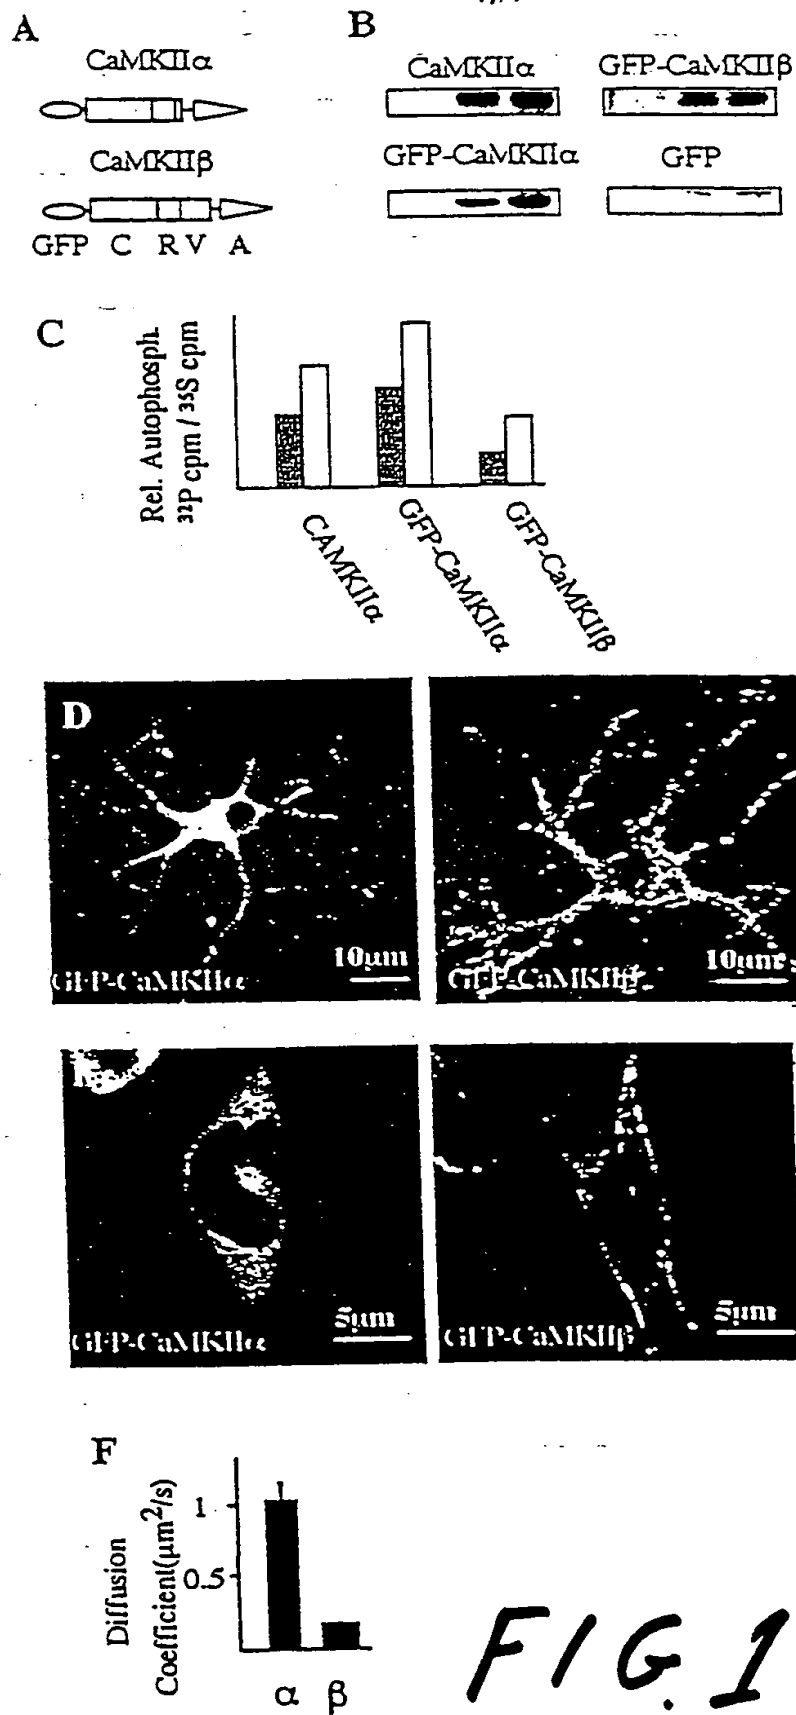 A
CaMKIIα
CaMKIIβ
GFP C R V A
B
CaMKIIα
GFP-CaMKIIβ
GFP-CaMKIIα
GFP
C
Rel. Autophosph.
³²P cpm / ³⁵S cpm
CAMKIIα
GFP-CaMKIIα
GFP-CaMKIIβ
D
GFP-CaMKIIα
10μm
GFP-CaMKIIβ
10μm
GFP-CaMKIIα
5μm
GFP-CaMKIIβ
5μm
F
Diffusion
Coefficient(μm²/s)
1
0.5
α β
FIG. 1